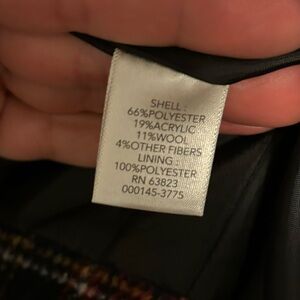 SHELL :
66%POLYESTER
19%ACRYLIC
11%WOOL
4%OTHER FIBERS
LINING :
100%POLYESTER
RN 63823
000145-3775